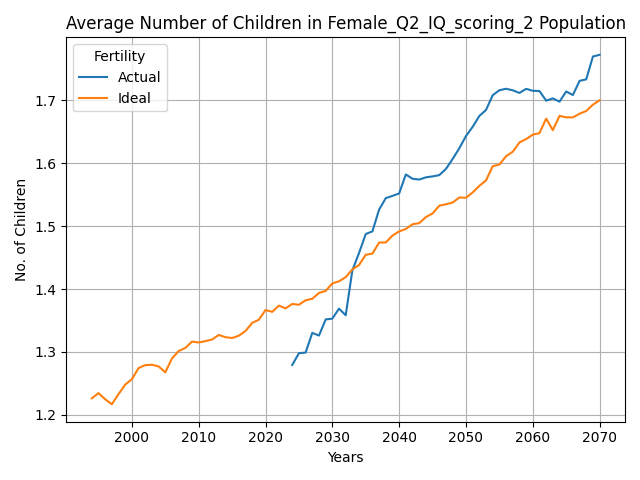 Average Number of Children in Female_Q2_IQ_scoring_2 Population
Fertility
Actual
Ideal
No. of Children
1.7
1.6
1.5
1.4
1.3
1.2
2000 2010 2020 2030 2040 2050 2060 2070
Years